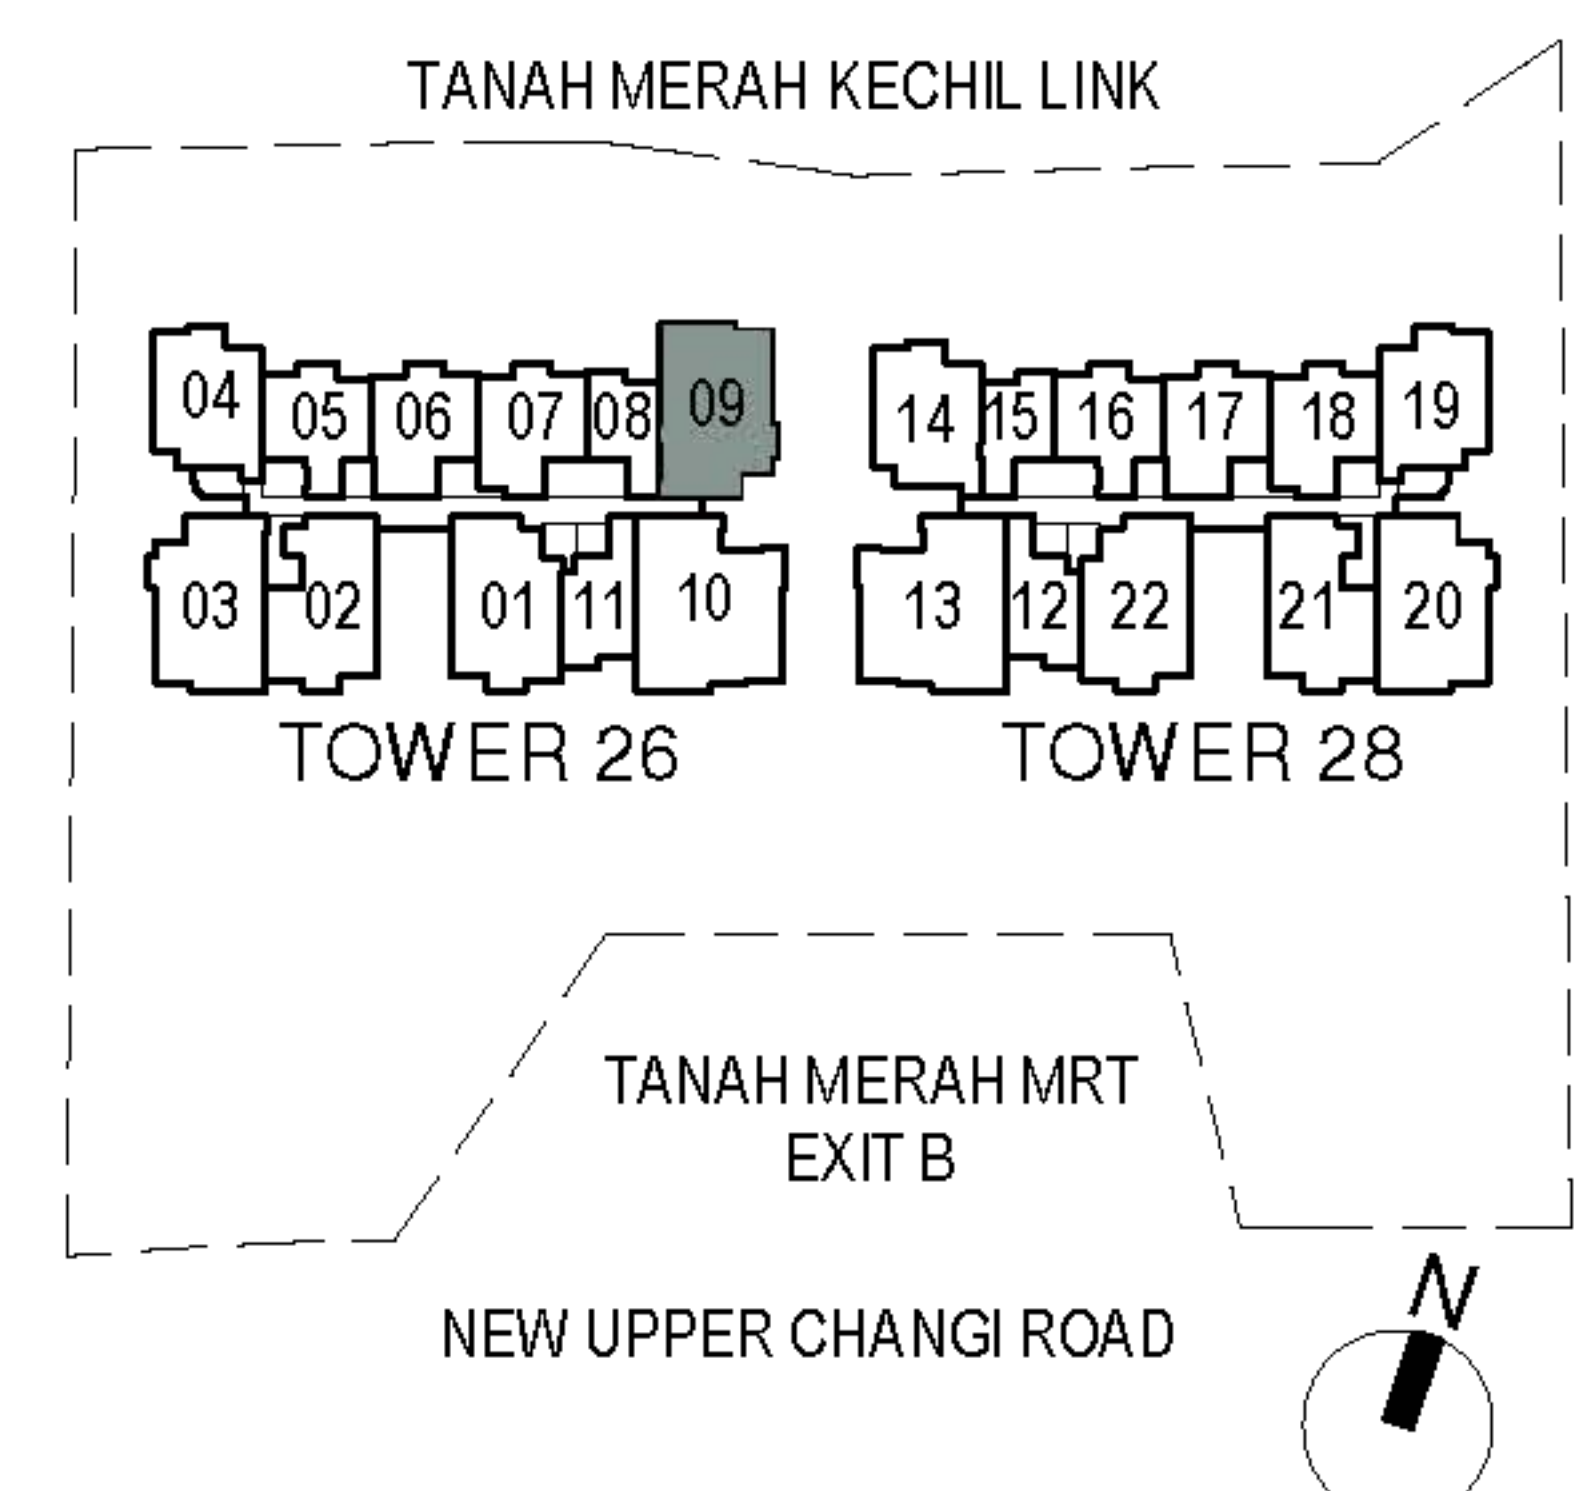 TANAH MERAH KECHIL LINK
04 05 06 07 08 09 14 15 16 17 18 19
03 02 01 11 10 13 12 22 21 20
TOWER 26 TOWER 28
TANAH MERAH MRT
EXIT B
NEW UPPER CHANGI ROAD
N